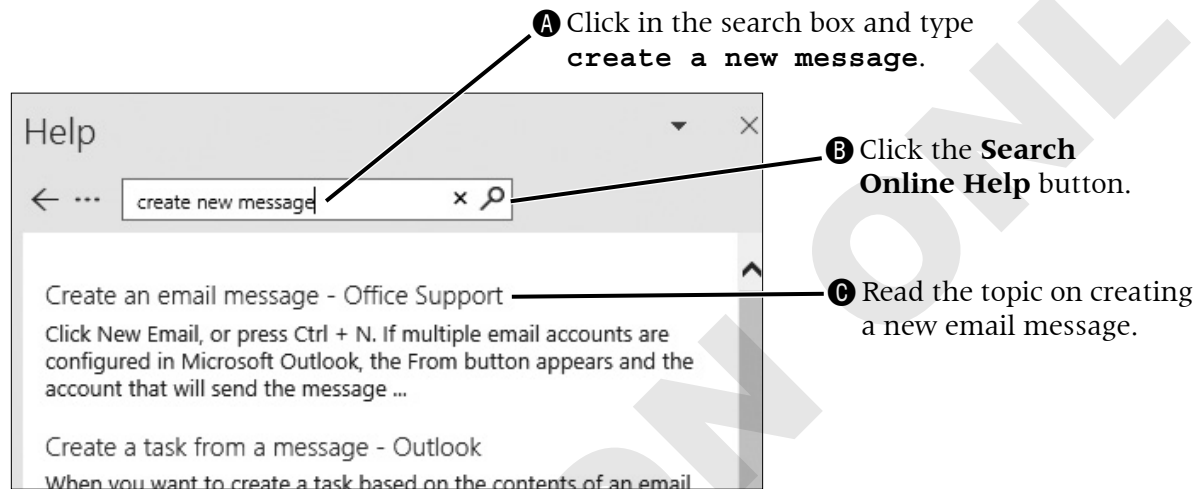 A Click in the search box and type
create a new message.
Help
create new message
B Click the Search
Online Help button.
Create an email message - Office Support
C Read the topic on creating
a new email message.
Click New Email, or press Ctrl + N. If multiple email accounts are
configured in Microsoft Outlook, the From button appears and the
account that will send the message ...
Create a task from a message - Outlook
When you want to create a task based on the contents of an email
ON ONL